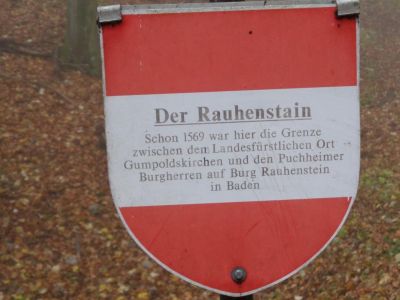 Der Rauhenstain
Schon 1569 war hier die Grenze
zwischen dem Landesfürstlichen Ort
Gumpoldskirchen und den Puchheimer
Burgherren auf Burg Rauhenstein
in Baden